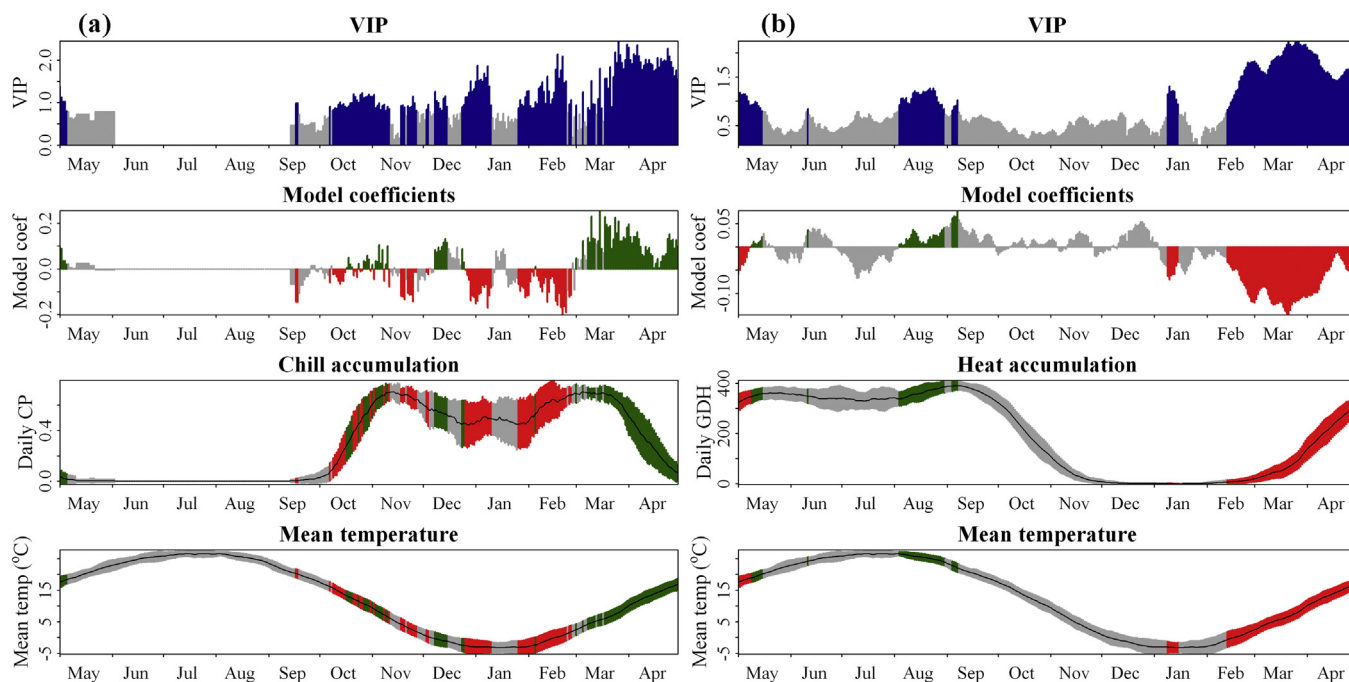 (a)
VIP
VIP
0.0 1.0 2.0
May Jun Jul Aug Sep Oct Nov Dec Jan Feb Mar Apr
Model coefficients
Model coef
-0.2 0.0 0.2
May Jun Jul Aug Sep Oct Nov Dec Jan Feb Mar Apr
Chill accumulation
Daily CP
0.0 0.4
May Jun Jul Aug Sep Oct Nov Dec Jan Feb Mar Apr
Mean temperature
Mean temp (°C)
-5 5 15
May Jun Jul Aug Sep Oct Nov Dec Jan Feb Mar Apr
(b)
VIP
VIP
0.5 1.5
May Jun Jul Aug Sep Oct Nov Dec Jan Feb Mar Apr
Model coefficients
Model coef
-0.10 0.05
May Jun Jul Aug Sep Oct Nov Dec Jan Feb Mar Apr
Heat accumulation
Daily GDH
0 200 400
May Jun Jul Aug Sep Oct Nov Dec Jan Feb Mar Apr
Mean temperature
Mean temp (°C)
-5 5 15
May Jun Jul Aug Sep Oct Nov Dec Jan Feb Mar Apr